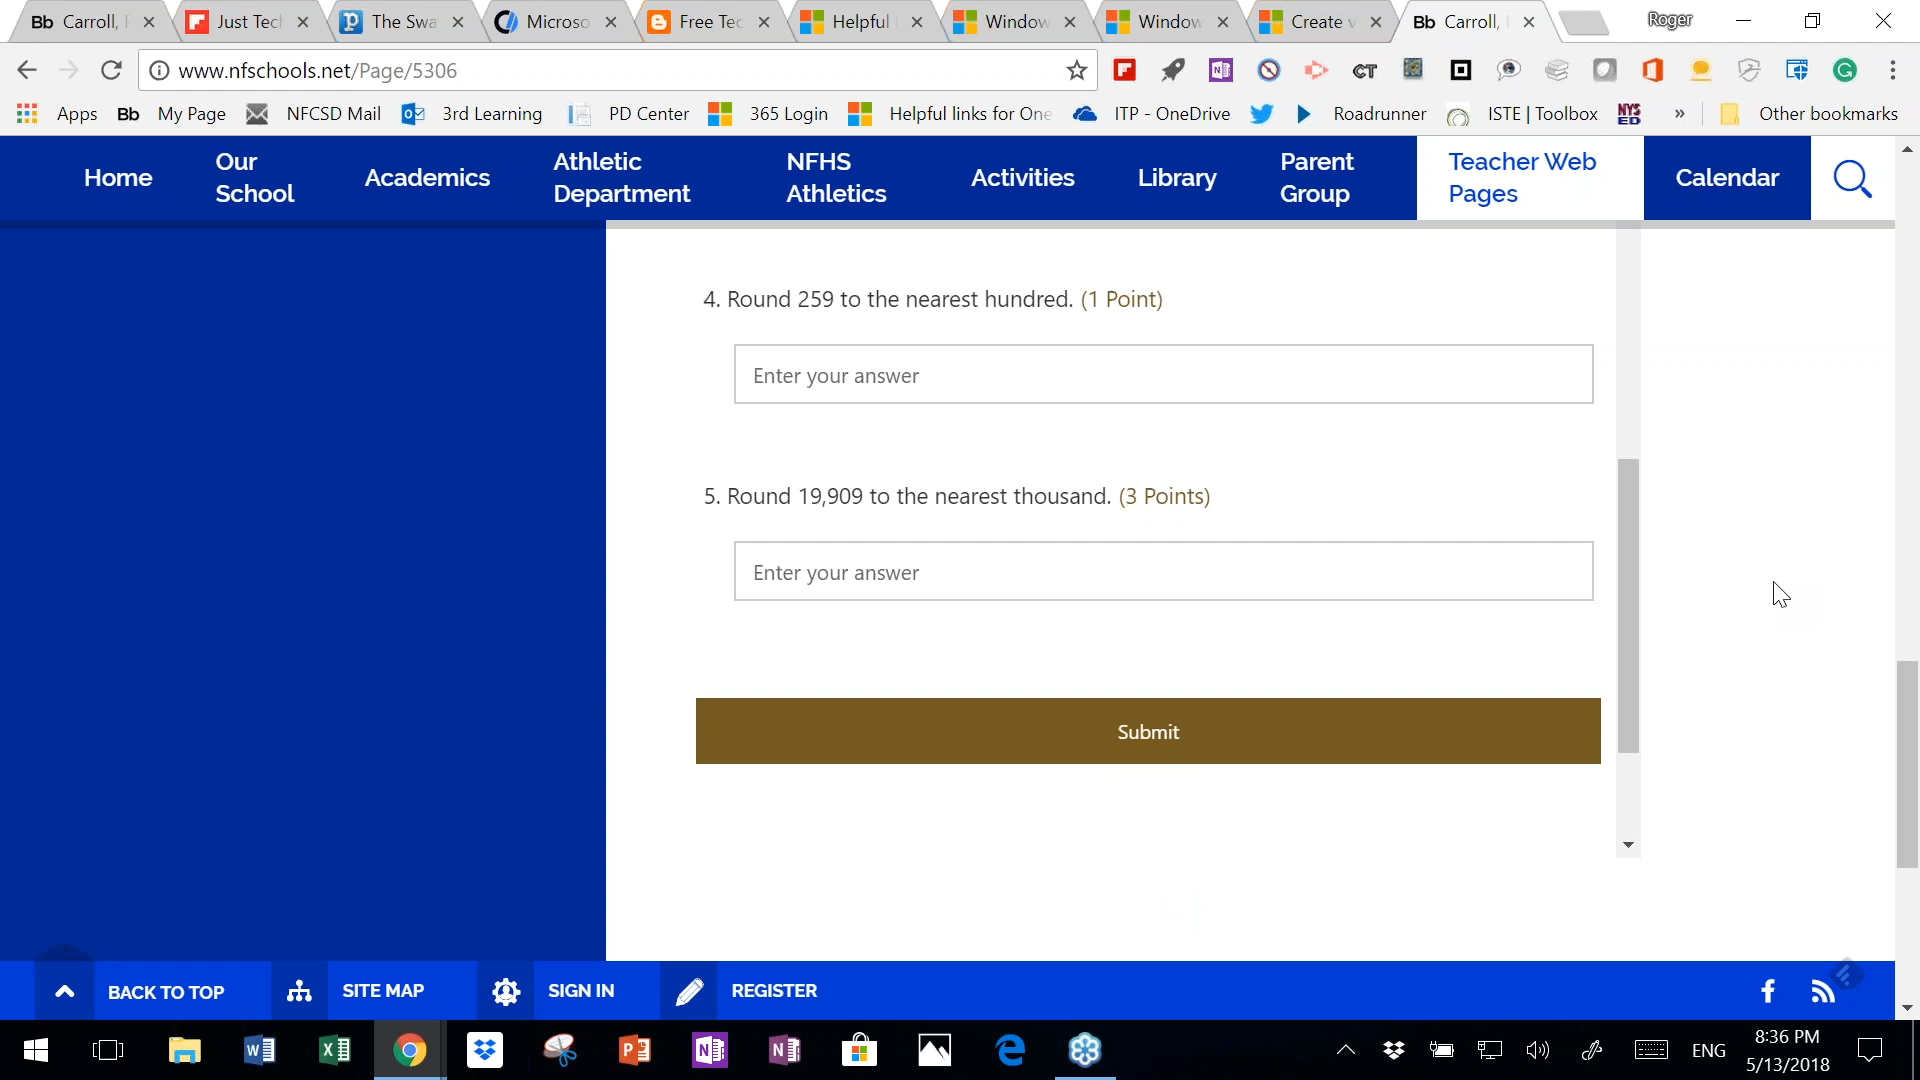 Bb Carroll, F
Just Tech
The Swa
Microso
Free Tec
Helpful
Window
Window
Create v
Bb Carroll,
Roger
www.nfschools.net/Page/5306
Apps
Bb My Page
NFCSD Mail
3rd Learning
PD Center
365 Login
Helpful links for One
ITP - OneDrive
Roadrunner
ISTE | Toolbox
NYS
ED
»
Other bookmarks
Home
Our
School
Academics
Athletic
Department
NFHS
Athletics
Activities
Library
Parent
Group
Teacher Web
Pages
Calendar
4. Round 259 to the nearest hundred. (1 Point)
Enter your answer
5. Round 19,909 to the nearest thousand. (3 Points)
Enter your answer
Submit
BACK TO TOP
SITE MAP
SIGN IN
REGISTER
ENG
8:36 PM
5/13/2018